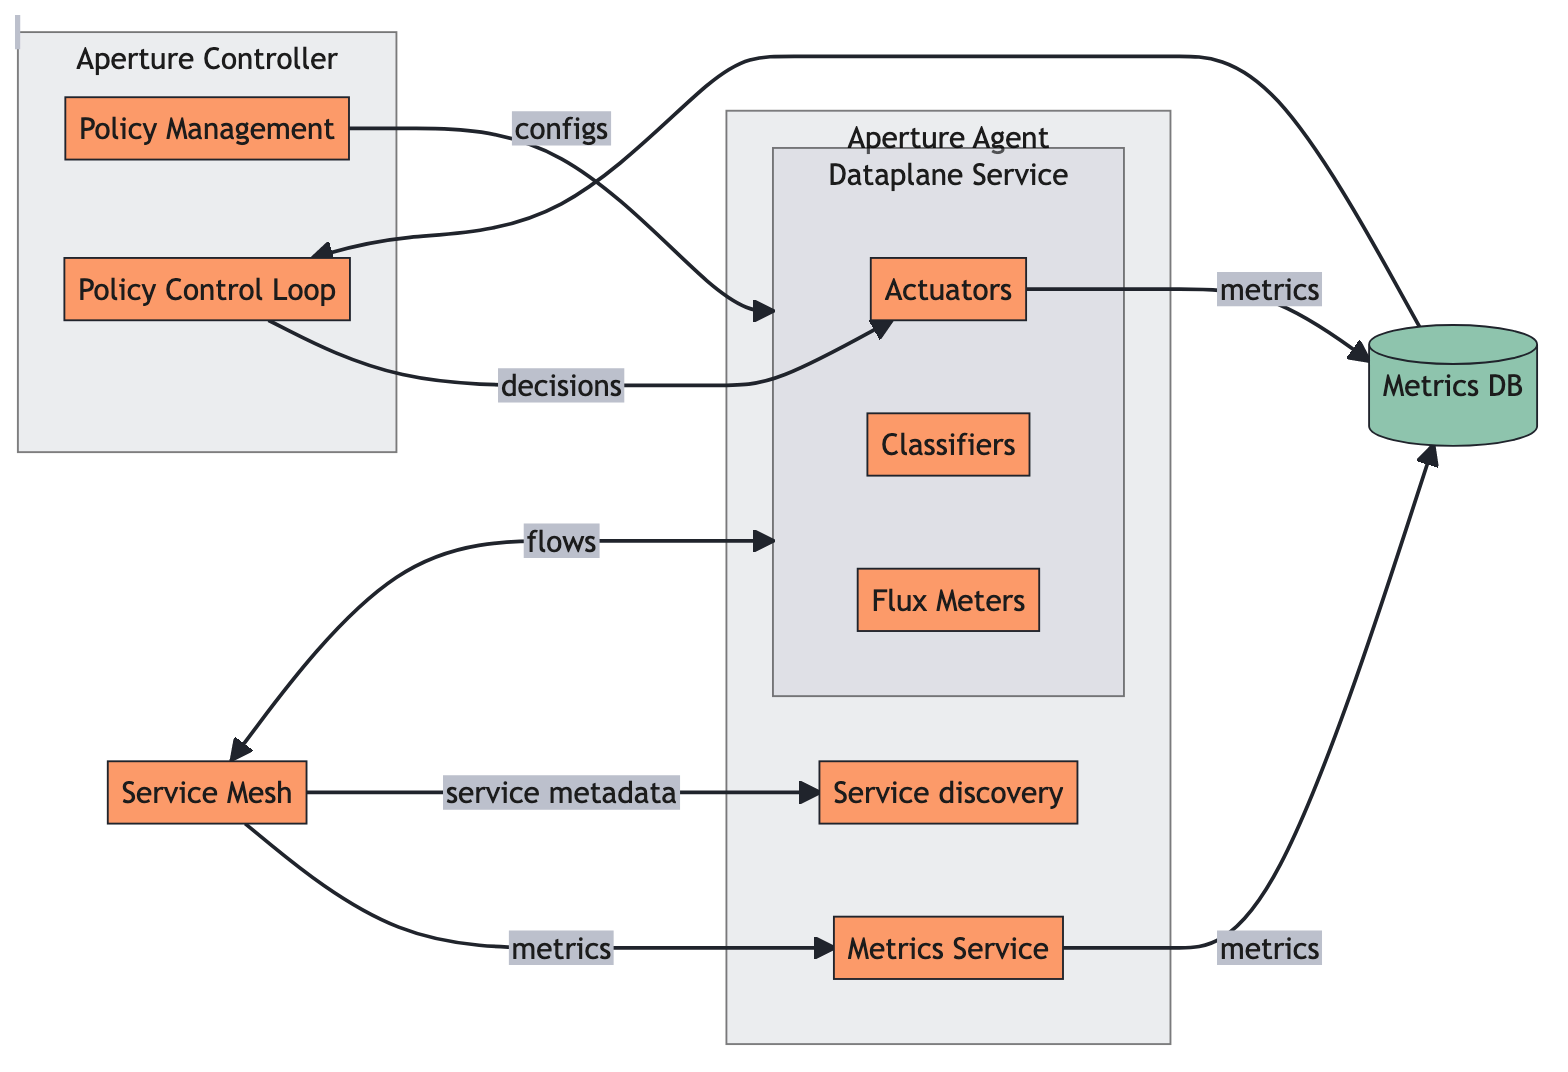 Aperture Controller
Policy Management
configs
Aperture Agent
Dataplane Service
Policy Control Loop
Actuators
metrics
decisions
Metrics DB
Classifiers
flows
Flux Meters
Service Mesh
service metadata
Service discovery
metrics
Metrics Service
metrics